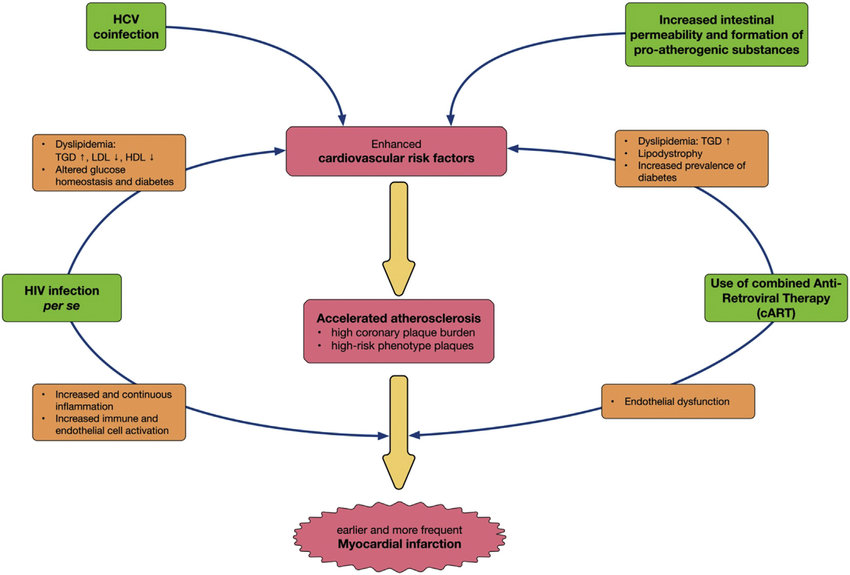 HCV
coinfection
Increased intestinal
permeability and formation of
pro-atherogenic substances
• Dyslipidemia:
TGD ↑, LDL ↓, HDL ↓
• Altered glucose
homeostasis and diabetes
Enhanced
cardiovascular risk factors
• Dyslipidemia: TGD ↑
• Lipodystrophy
• Increased prevalence of
diabetes
HIV infection
per se
Accelerated atherosclerosis
• high coronary plaque burden
• high-risk phenotype plaques
Use of combined Anti-
Retroviral Therapy
(cART)
• Increased and continuous
inflammation
• Increased immune and
endothelial cell activation
• Endothelial dysfunction
earlier and more frequent
Myocardial infarction